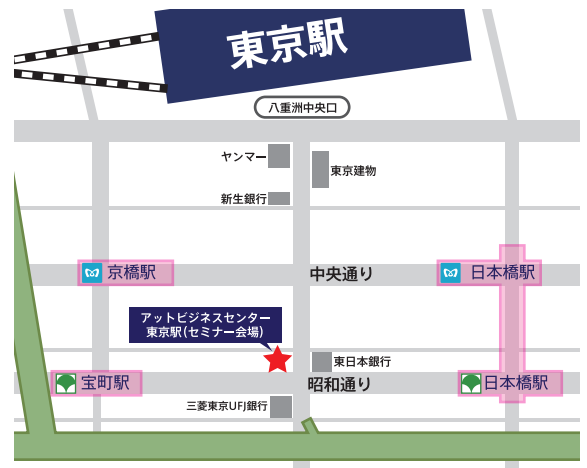 東京駅
八重洲中央口
ヤンマー
東京建物
新生銀行
京橋駅
中央通り
日本橋駅
アットビジネスセンター
東京駅(セミナー会場)
東日本銀行
宝町駅
昭和通り
日本橋駅
三菱東京UFJ銀行